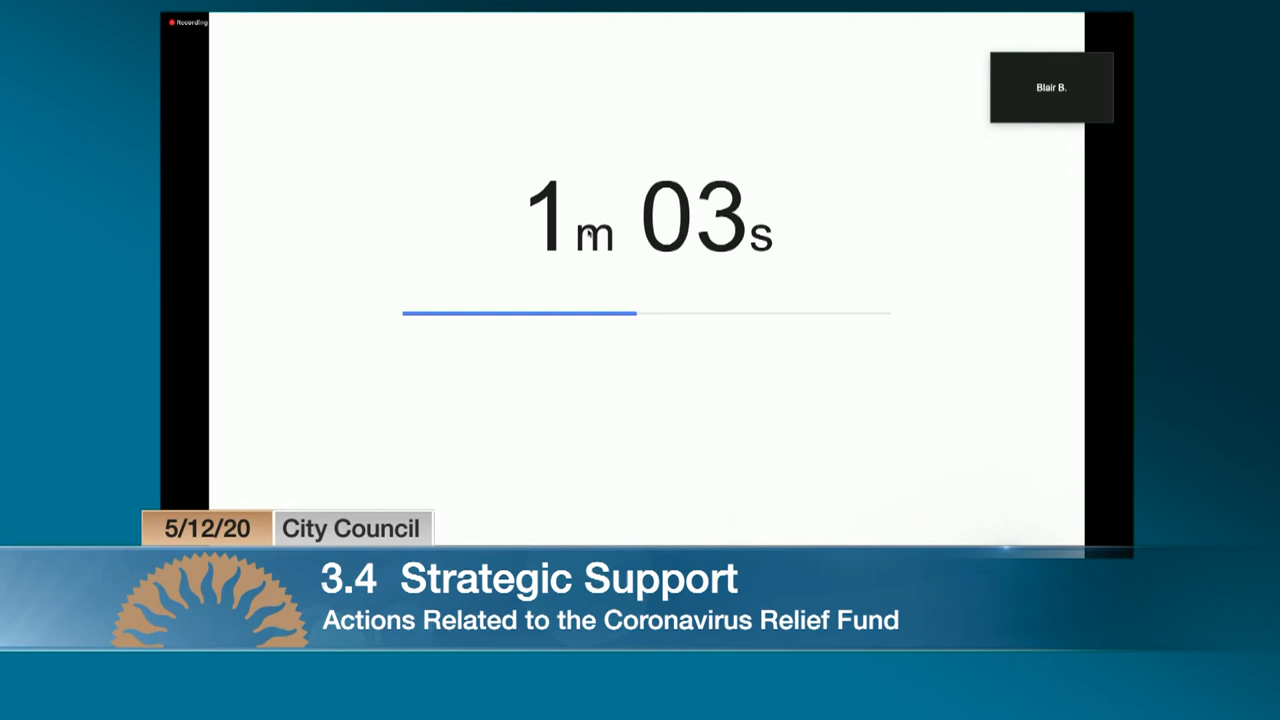 Recording
Blair B.
1m 03s
5/12/20 City Council
3.4 Strategic Support
Actions Related to the Coronavirus Relief Fund